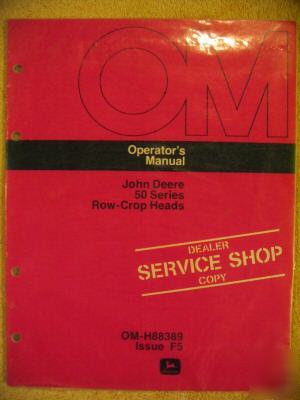 OM
Operator's
Manual
John Deere
50 Series
Row-Crop Heads
DEALER
SERVICE SHOP
COPY
OM-H88389
Issue F5